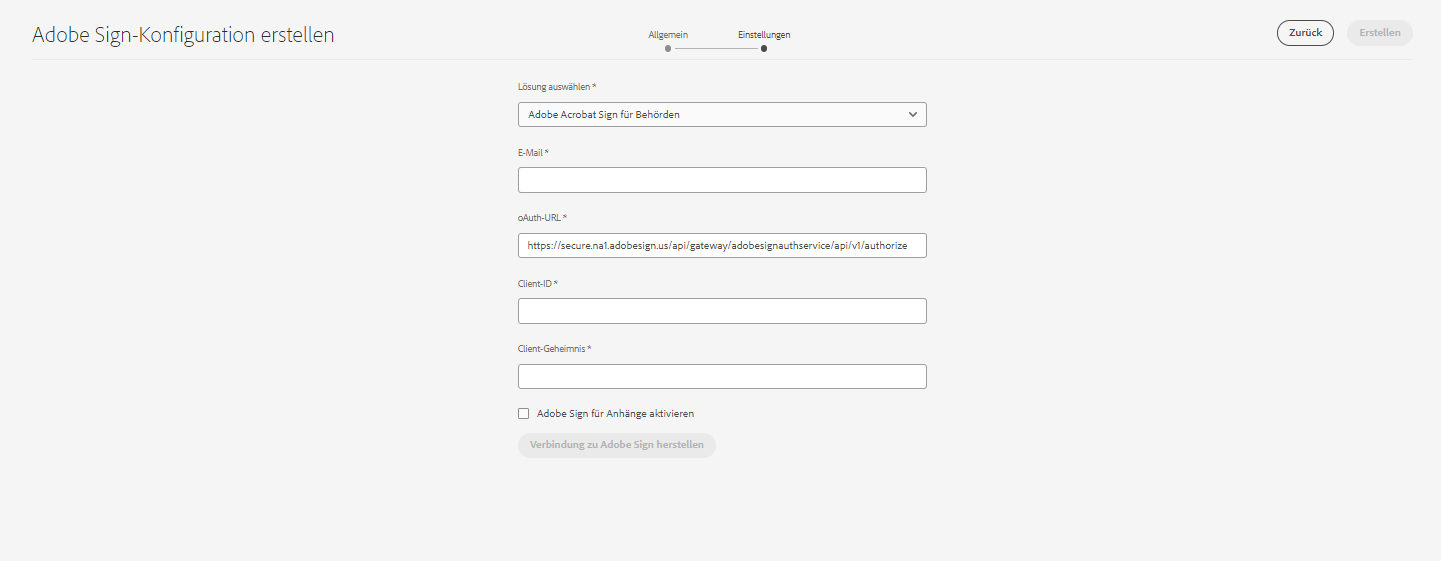 Adobe Sign-Konfiguration erstellen
Allgemein
Einstellungen
Zurück
Erstellen
Lösung auswählen *
Adobe Acrobat Sign für Behörden
E-Mail *
oAuth-URL *
https://secure.na1.adobesign.us/api/gateway/adobesignauthservice/api/v1/authorize
Client-ID *
Client-Geheimnis *
Adobe Sign für Anhänge aktivieren
Verbindung zu Adobe Sign herstellen